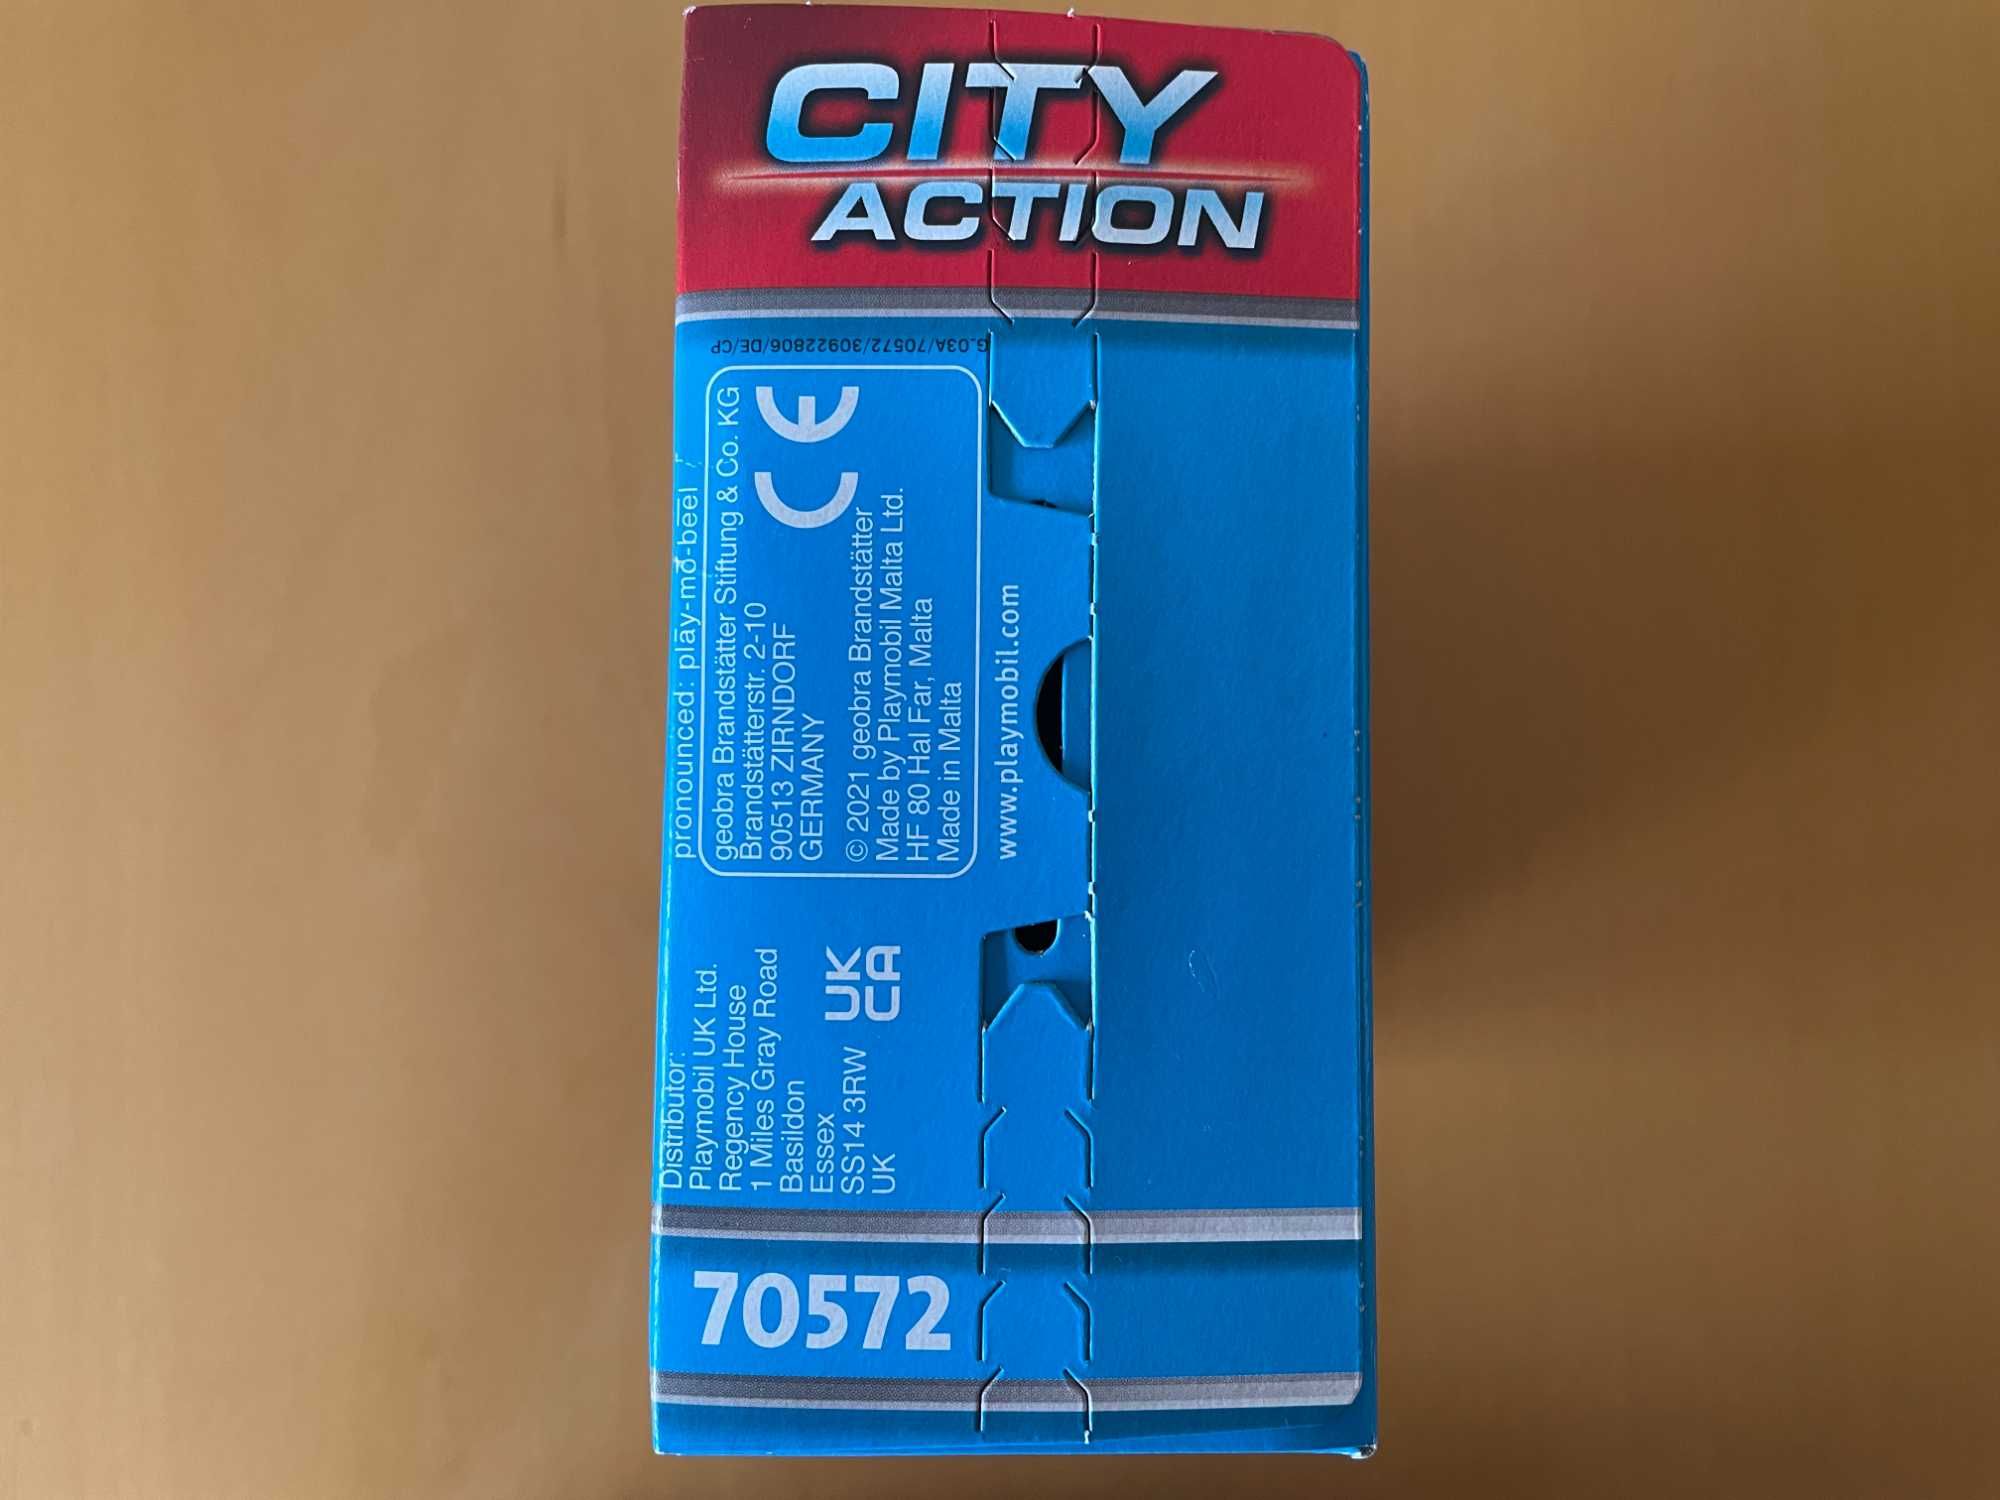 CITY
ACTION
G.03A/70572/30922806/DE/CP
pronounced: plāy-mō-bēēl
geobra Brandstätter Stiftung & Co. KG
Brandstätterstr. 2-10
90513 ZIRNDORF
GERMANY
CE
© 2021 geobra Brandstätter
Made by Playmobil Malta Ltd.
HF 80 Hal Far, Malta
Made in Malta
www.playmobil.com
Distributor:
Playmobil UK Ltd.
Regency House
1 Miles Gray Road
Basildon
Essex
SS14 3RW
UK
UK
CA
70572